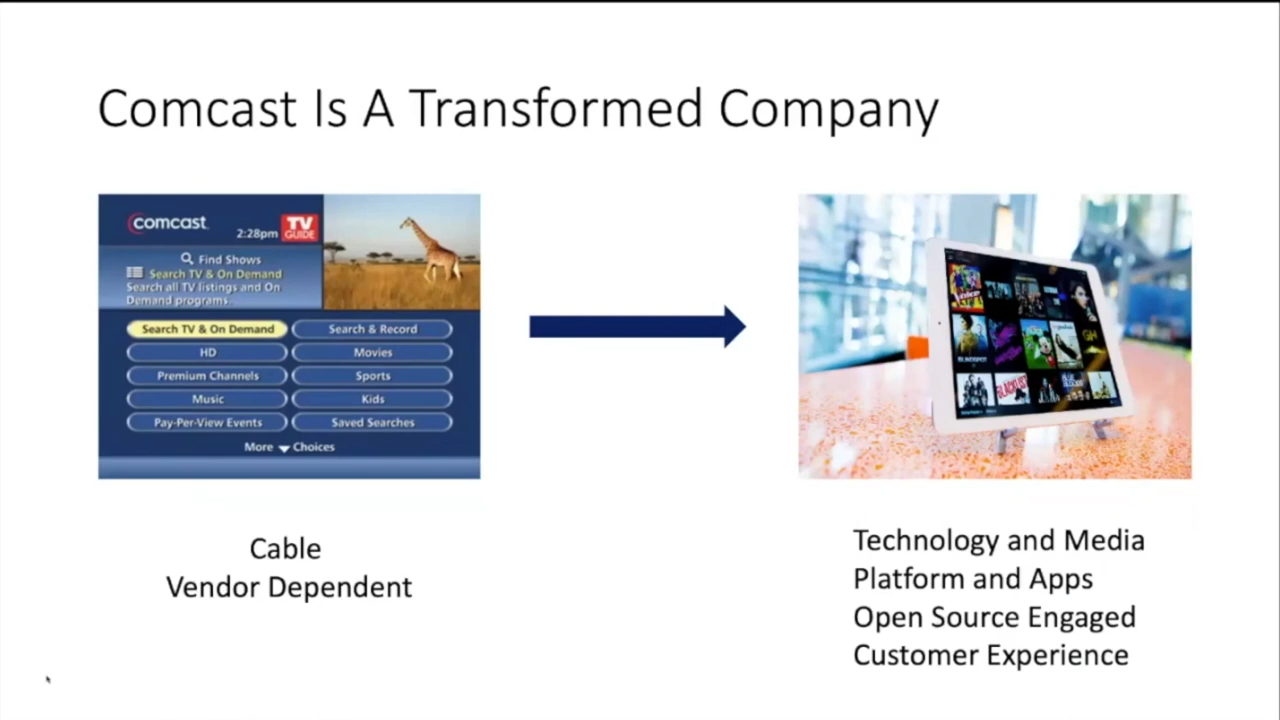 Comcast Is A Transformed Company
comcast
2:28pm
TV
GUIDE
Find Shows
Search TV & On Demand
Search all TV listings and On
Demand programs.
Search TV & On Demand
Search & Record
HD
Movies
Premium Channels
Sports
Music
Kids
Pay-Per-View Events
Saved Searches
More Choices
BLINDSPOT
GH
BLACKLIST
Cable
Vendor Dependent
Technology and Media
Platform and Apps
Open Source Engaged
Customer Experience